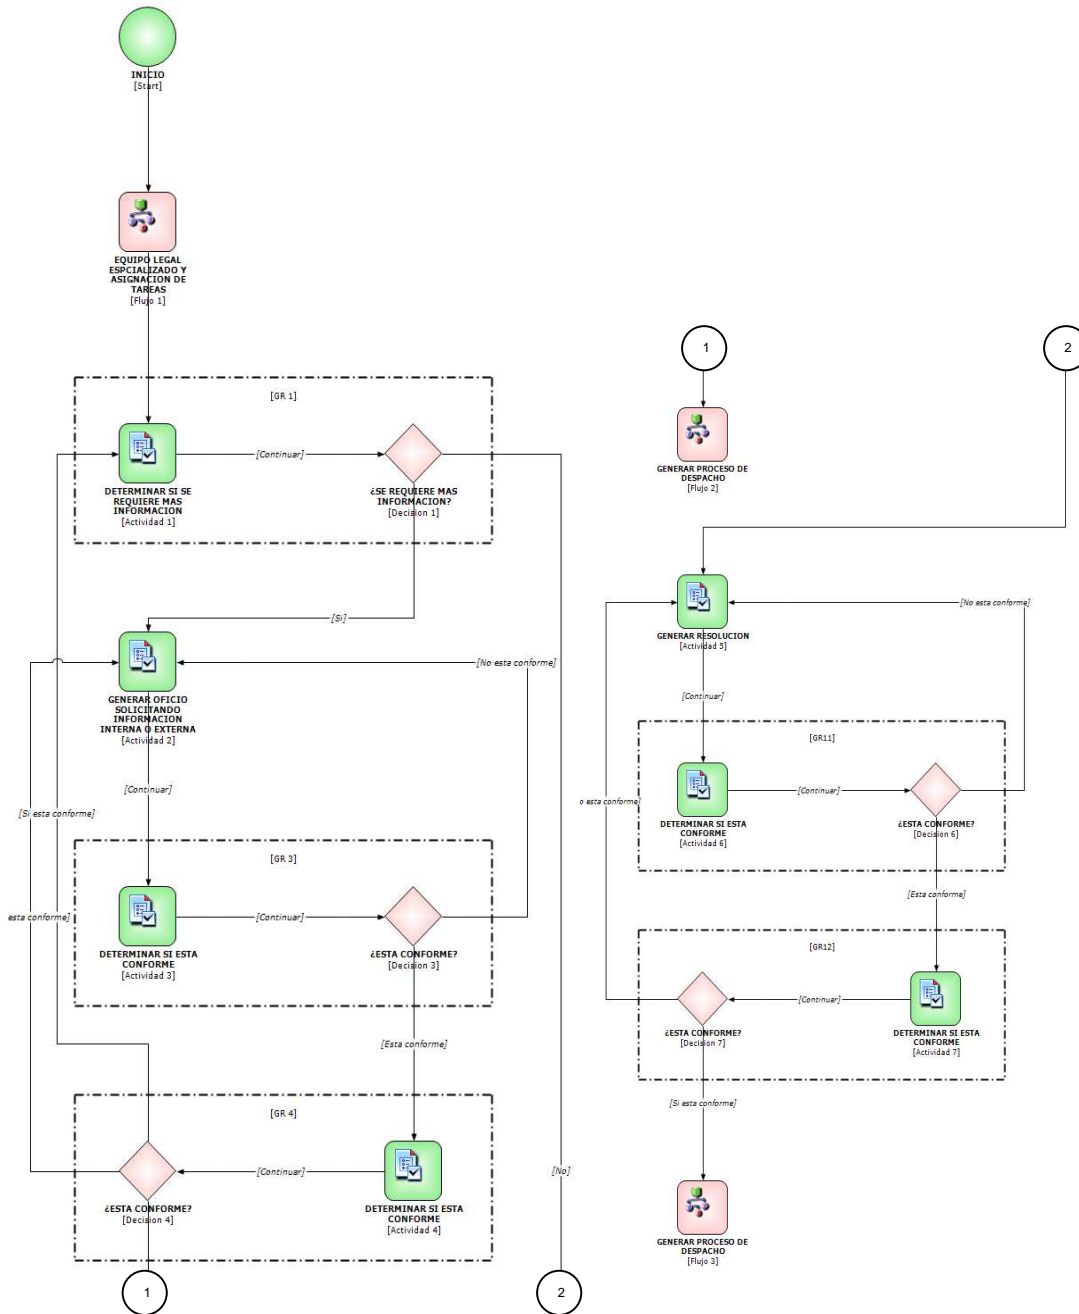 INICIO
[Start]
EQUIPO LEGAL
ESPCIALIZADO Y
ASIGNACION DE
TAREAS
[Flujo 1]
[GR 1]
[Continuar]
DETERMINAR SI SE
REQUIERE MAS
INFORMACION
[Actividad 1]
¿SE REQUIERE MAS
INFORMACION?
[Decision 1]
[Si]
[No esta conforme]
GENERAR OFICIO
SOLICITANDO
INFORMACION
INTERNA O EXTERNA
[Actividad 2]
[Continuar]
[Si esta conforme]
[GR 3]
esta conforme]
[Continuar]
DETERMINAR SI ESTA
CONFORME
[Actividad 3]
¿ESTA CONFORME?
[Decision 3]
[Esta conforme]
[GR 4]
[Continuar]
[No]
¿ESTA CONFORME?
[Decision 4]
DETERMINAR SI ESTA
CONFORME
[Actividad 4]
1
2
1
2
GENERAR PROCESO DE
DESPACHO
[Flujo 2]
[No esta conforme]
GENERAR RESOLUCION
[Actividad 5]
[Continuar]
[GR11]
[Continuar]
o esta conforme]
DETERMINAR SI ESTA
CONFORME
[Actividad 6]
¿ESTA CONFORME?
[Decision 6]
[Esta conforme]
[GR12]
[Continuar]
¿ESTA CONFORME?
[Decision 7]
DETERMINAR SI ESTA
CONFORME
[Actividad 7]
[Si esta conforme]
GENERAR PROCESO DE
DESPACHO
[Flujo 3]